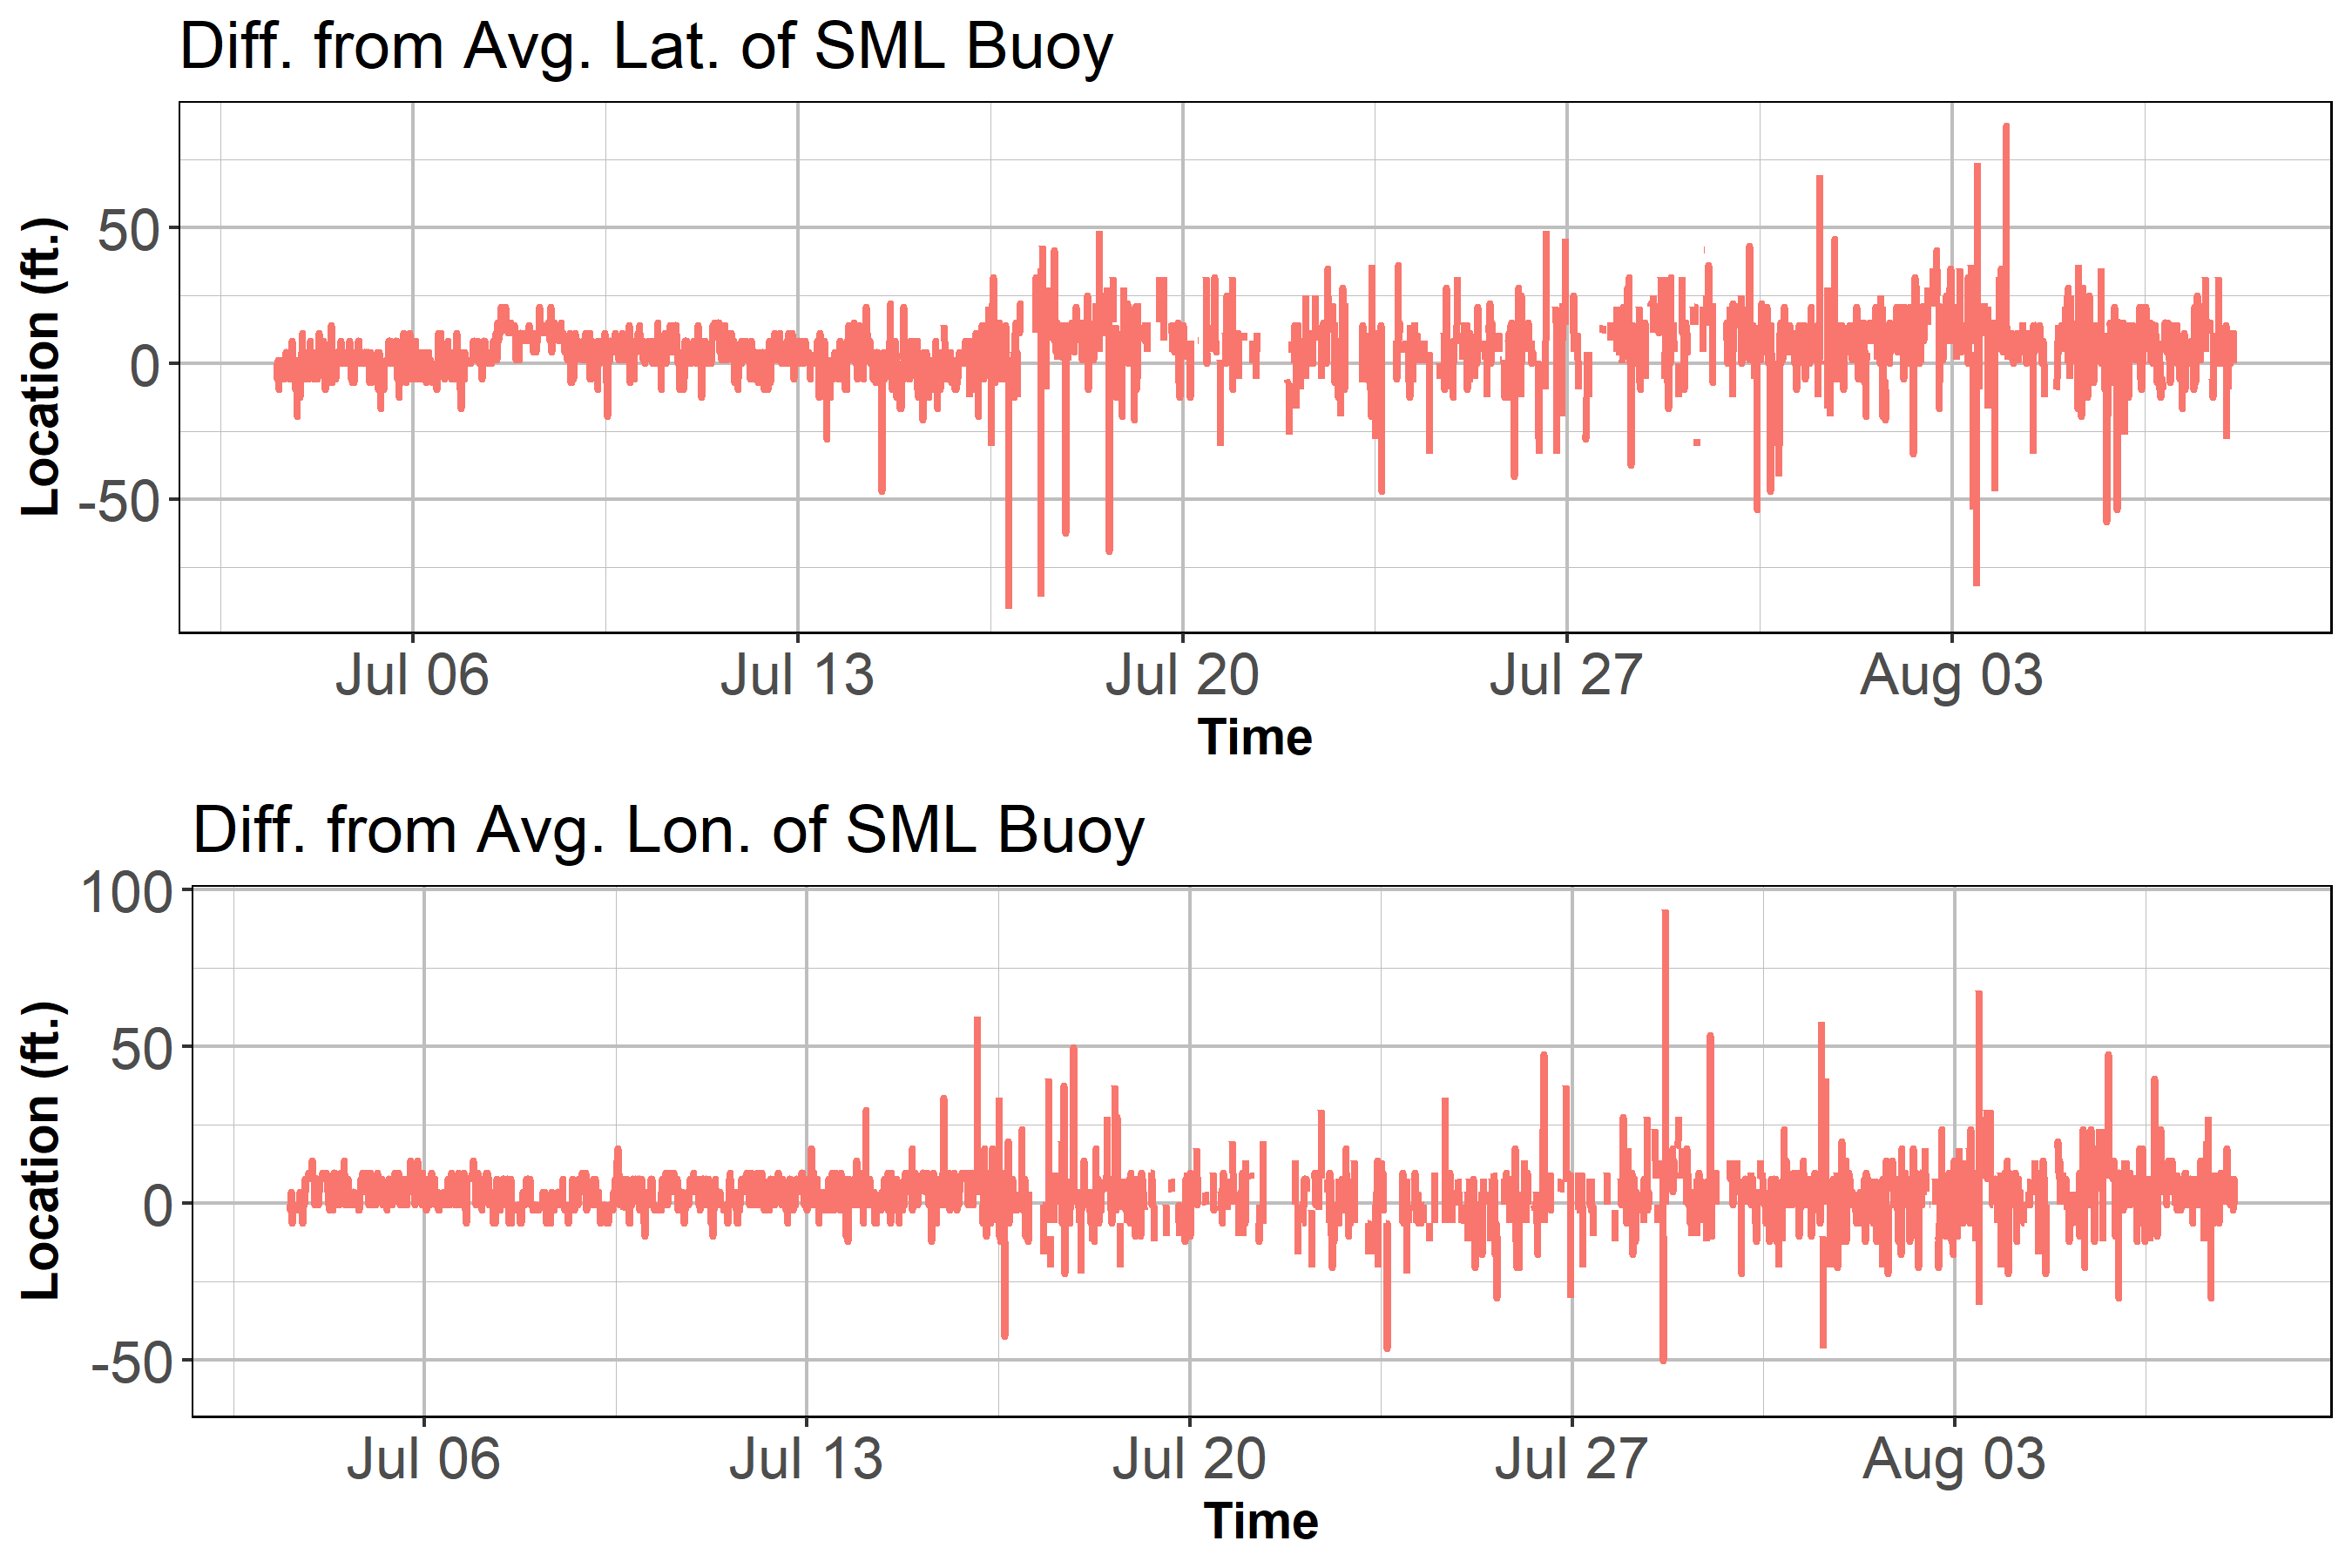 Diff. from Avg. Lat. of SML Buoy
Location (ft.)
50
0
-50
Jul 06 Jul 13 Jul 20 Jul 27 Aug 03
Time
Diff. from Avg. Lon. of SML Buoy
Location (ft.)
100
50
0
-50
Jul 06 Jul 13 Jul 20 Jul 27 Aug 03
Time